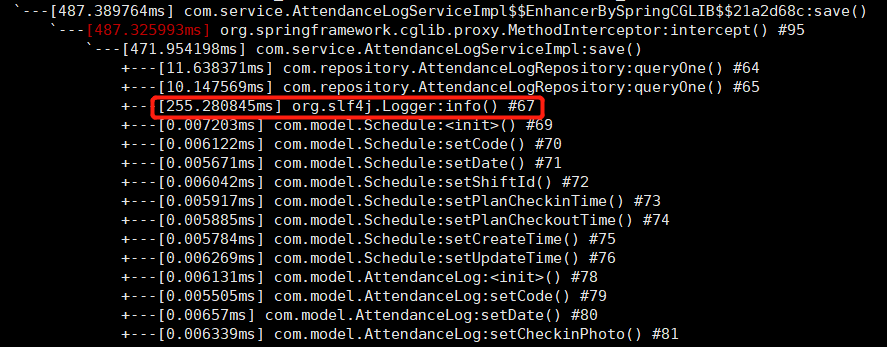 `---[487.389764ms] com.service.AttendanceLogServiceImpl$$EnhancerBySpringCGLIB$$21a2d68c:save()
`---[487.325993ms] org.springframework.cglib.proxy.MethodInterceptor:intercept() #95
`---[471.954198ms] com.service.AttendanceLogServiceImpl:save()
+---[11.638371ms] com.repository.AttendanceLogRepository:queryOne() #64
+---[10.147569ms] com.repository.AttendanceLogRepository:queryOne() #65
+---[255.280845ms] org.slf4j.Logger:info() #67
+---[0.007203ms] com.model.Schedule:<init>() #69
+---[0.006122ms] com.model.Schedule:setCode() #70
+---[0.005671ms] com.model.Schedule:setDate() #71
+---[0.006042ms] com.model.Schedule:setShiftId() #72
+---[0.005917ms] com.model.Schedule:setPlanCheckinTime() #73
+---[0.005885ms] com.model.Schedule:setPlanCheckoutTime() #74
+---[0.005784ms] com.model.Schedule:setCreateTime() #75
+---[0.006269ms] com.model.Schedule:setUpdateTime() #76
+---[0.006131ms] com.model.AttendanceLog:<init>() #78
+---[0.005505ms] com.model.AttendanceLog:setCode() #79
+---[0.00657ms] com.model.AttendanceLog:setDate() #80
+---[0.006339ms] com.model.AttendanceLog:setCheckinPhoto() #81